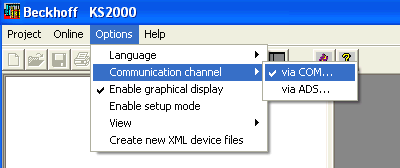 Beckhoff KS2000
Project Online Options Help
Language
Communication channel
via COM...
Enable graphical display
via ADS...
Enable setup mode
View
Create new XML device files